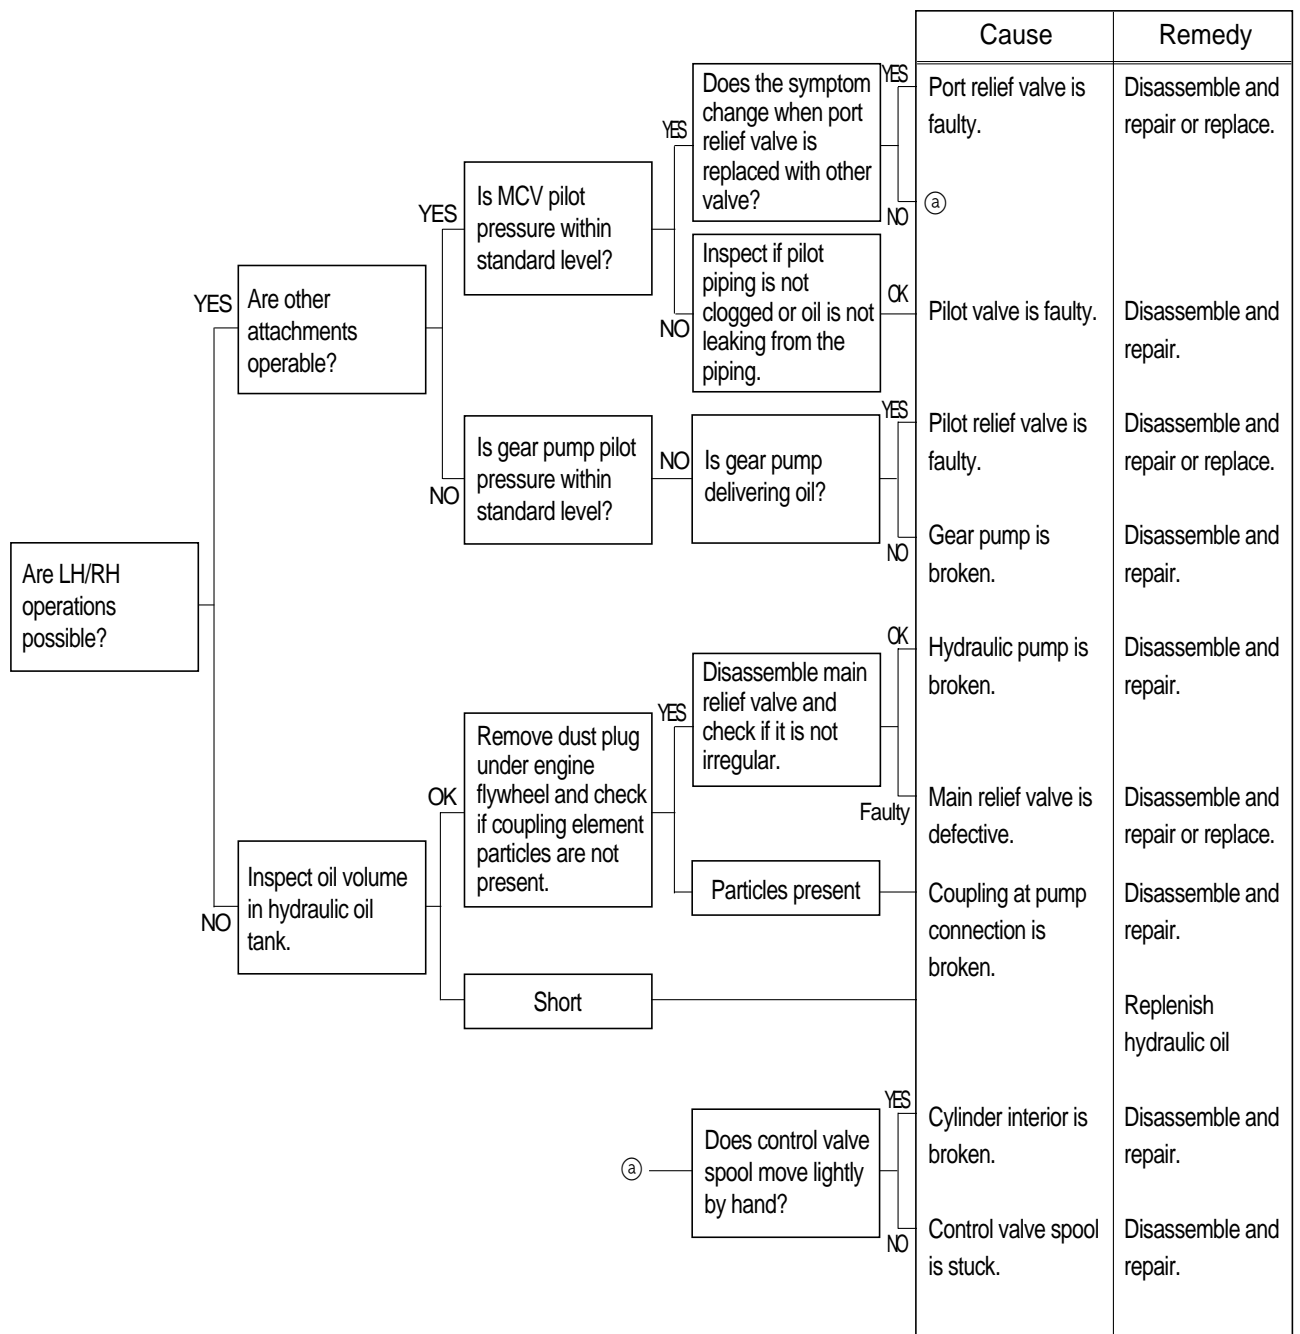 Cause
Remedy
Does the symptom
change when port
relief valve is
replaced with other
valve?
YES
Port relief valve is
faulty.
Disassemble and
repair or replace.
YES
Is MCV pilot
pressure within
standard level?
YES
NO
ⓐ
Inspect if pilot
piping is not
clogged or oil is not
leaking from the
piping.
NO
OK
Pilot valve is faulty.
Disassemble and
repair.
YES
Are other
attachments
operable?
YES
Pilot relief valve is
faulty.
Disassemble and
repair or replace.
NO
Is gear pump pilot
pressure within
standard level?
NO
Is gear pump
delivering oil?
NO
Gear pump is
broken.
Disassemble and
repair.
Are LH/RH
operations
possible?
OK
Hydraulic pump is
broken.
Disassemble and
repair.
Disassemble main
relief valve and
check if it is not
irregular.
YES
Remove dust plug
under engine
flywheel and check
if coupling element
particles are not
present.
OK
Faulty
Main relief valve is
defective.
Disassemble and
repair or replace.
NO
Inspect oil volume
in hydraulic oil
tank.
Particles present
Coupling at pump
connection is
broken.
Disassemble and
repair.
Short
Replenish
hydraulic oil
YES
Cylinder interior is
broken.
Disassemble and
repair.
ⓐ
Does control valve
spool move lightly
by hand?
NO
Control valve spool
is stuck.
Disassemble and
repair.